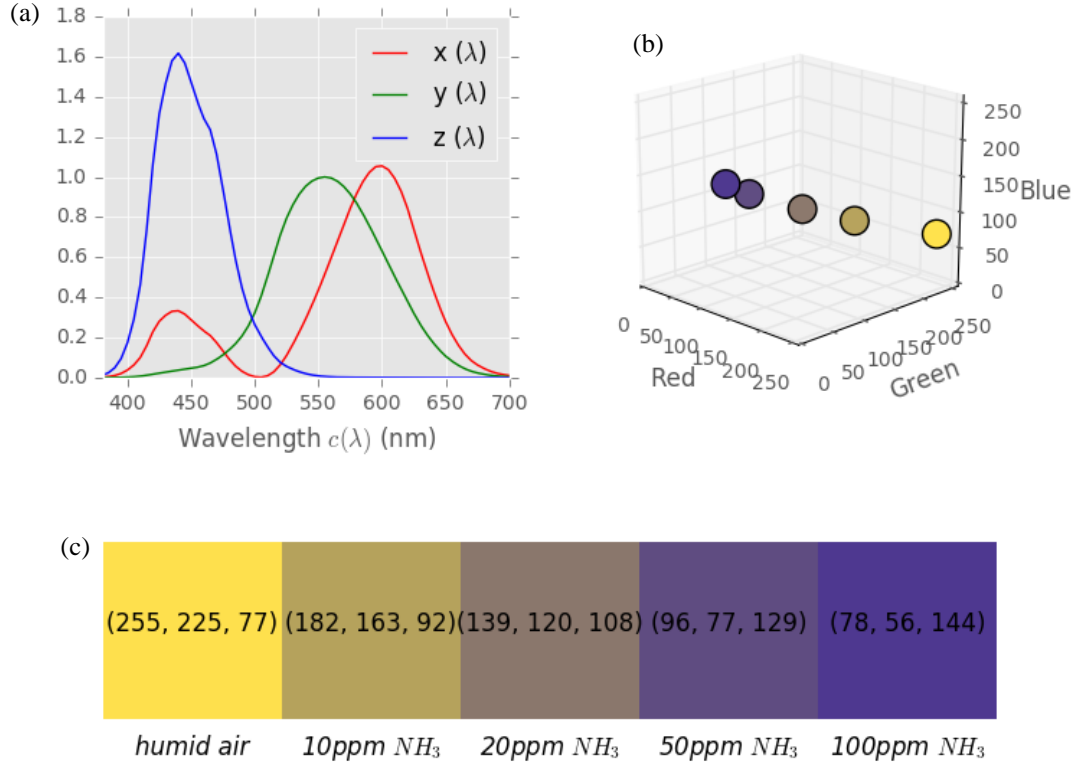 (a)
1.8
1.6
1.4
1.2
1.0
0.8
0.6
0.4
0.2
0.0
x (λ)
y (λ)
z (λ)
400 450 500 550 600 650 700
Wavelength c(λ) (nm)
(b)
250
200
150
100
50
0
Blue
0 50 100 150 200 250
Red
0 50 100 150 200 250
Green
(c)
(255, 225, 77) (182, 163, 92) (139, 120, 108) (96, 77, 129) (78, 56, 144)
humid air 10ppm NH₃ 20ppm NH₃ 50ppm NH₃ 100ppm NH₃